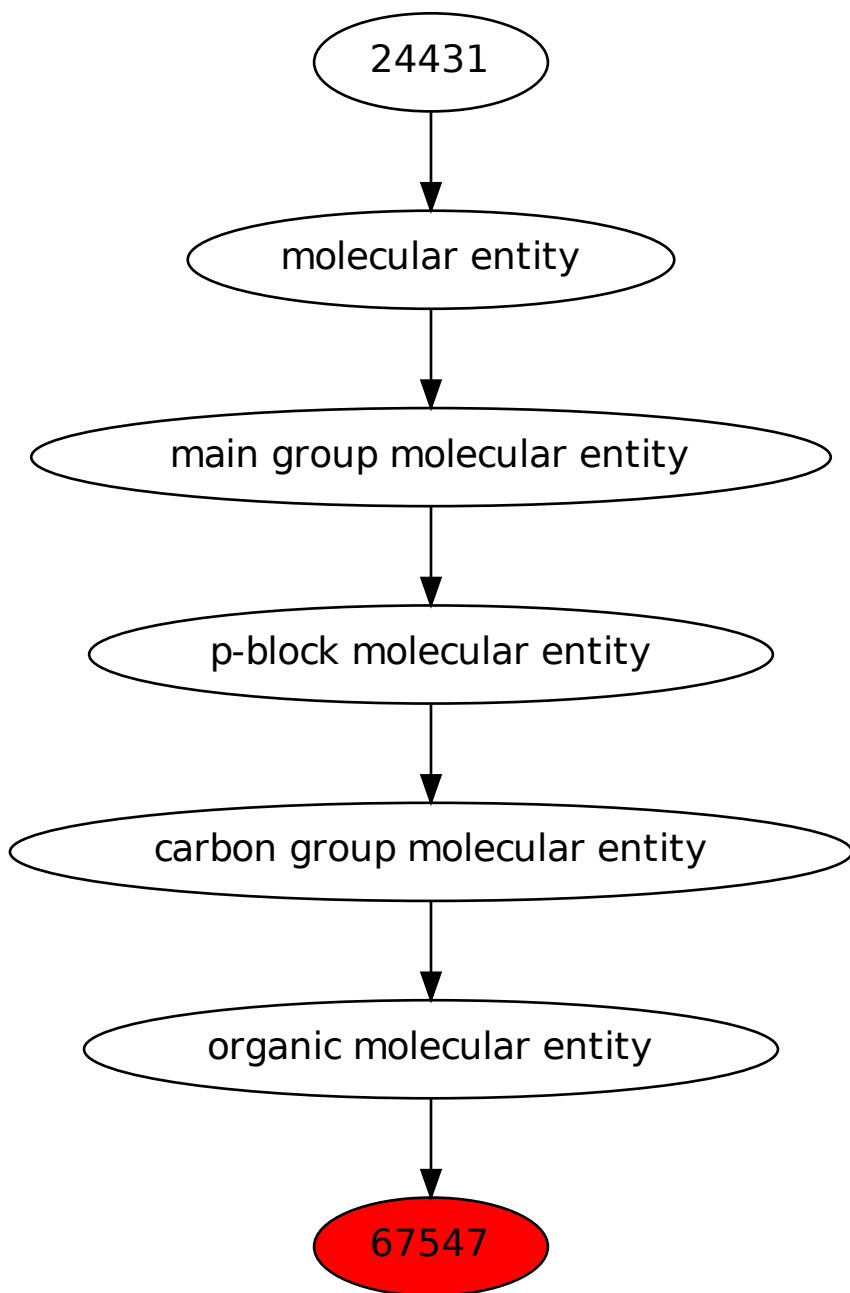 24431
molecular entity
main group molecular entity
p-block molecular entity
carbon group molecular entity
organic molecular entity
67547